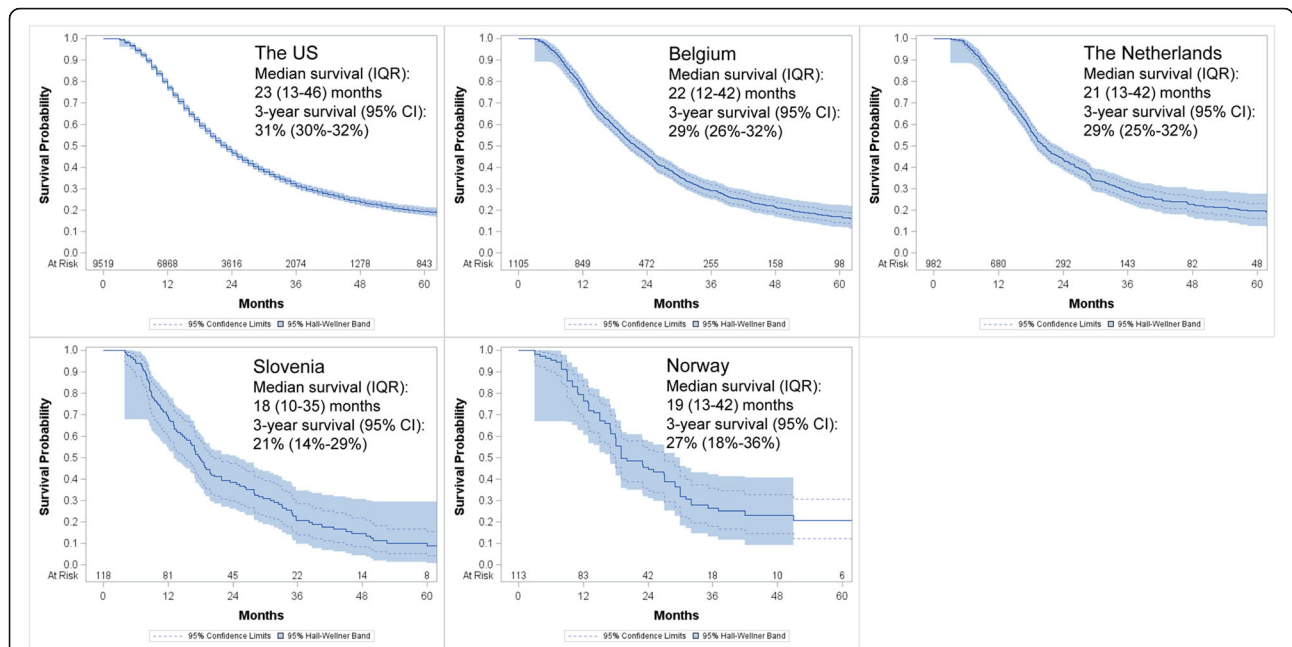 The US
Median survival (IQR):
23 (13-46) months
3-year survival (95% CI):
31% (30%-32%)
Survival Probability
1.0
0.9
0.8
0.7
0.6
0.5
0.4
0.3
0.2
0.1
0.0
At Risk 9519 6868 3616 2074 1278 843
0 12 24 36 48 60
Months
95% Confidence Limits 95% Hall-Wellner Band
Belgium
Median survival (IQR):
22 (12-42) months
3-year survival (95% CI):
29% (26%-32%)
Survival Probability
1.0
0.9
0.8
0.7
0.6
0.5
0.4
0.3
0.2
0.1
0.0
At Risk 1105 849 472 255 158 98
0 12 24 36 48 60
Months
95% Confidence Limits 95% Hall-Wellner Band
The Netherlands
Median survival (IQR):
21 (13-42) months
3-year survival (95% CI):
29% (25%-32%)
Survival Probability
1.0
0.9
0.8
0.7
0.6
0.5
0.4
0.3
0.2
0.1
0.0
At Risk 982 680 292 143 82 48
0 12 24 36 48 60
Months
95% Confidence Limits 95% Hall-Wellner Band
Slovenia
Median survival (IQR):
18 (10-35) months
3-year survival (95% CI):
21% (14%-29%)
Survival Probability
1.0
0.9
0.8
0.7
0.6
0.5
0.4
0.3
0.2
0.1
0.0
At Risk 118 81 45 22 14 8
0 12 24 36 48 60
Months
95% Confidence Limits 95% Hall-Wellner Band
Norway
Median survival (IQR):
19 (13-42) months
3-year survival (95% CI):
27% (18%-36%)
Survival Probability
1.0
0.9
0.8
0.7
0.6
0.5
0.4
0.3
0.2
0.1
0.0
At Risk 113 83 42 18 10 6
0 12 24 36 48 60
Months
95% Confidence Limits 95% Hall-Wellner Band